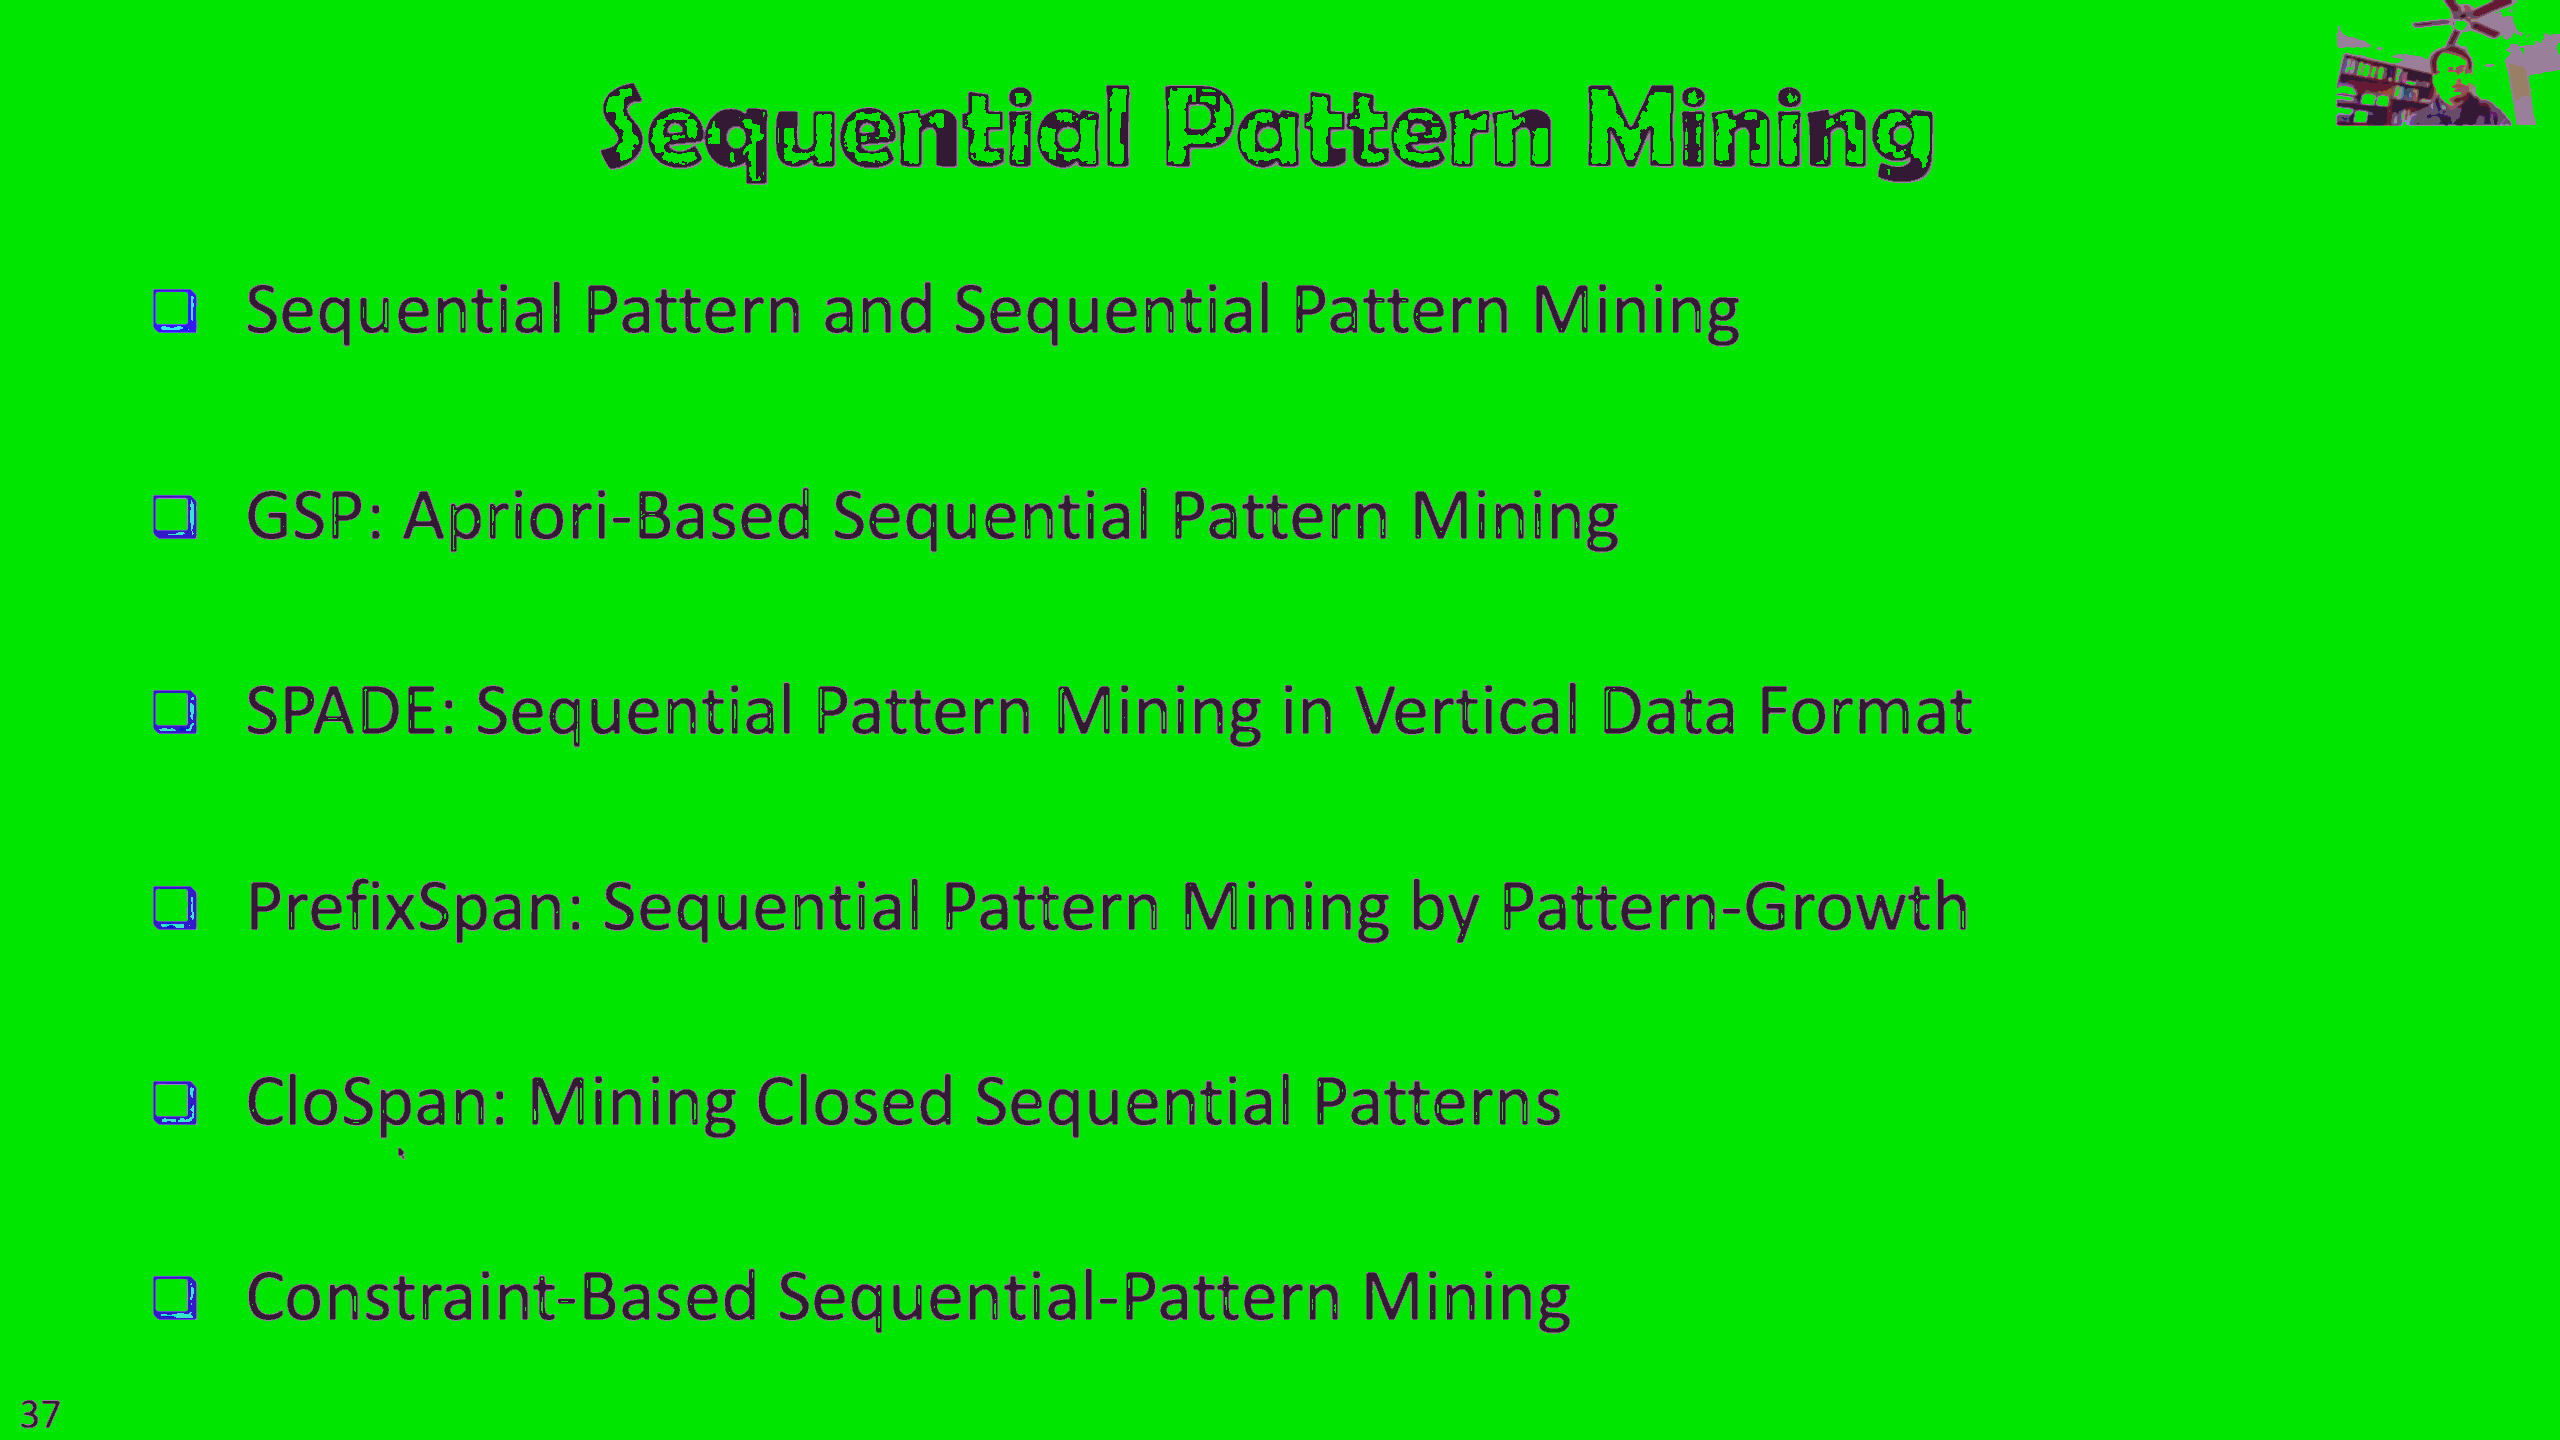 Sequential Pattern Mining
Sequential Pattern and Sequential Pattern Mining
GSP: Apriori-Based Sequential Pattern Mining
SPADE: Sequential Pattern Mining in Vertical Data Format
PrefixSpan: Sequential Pattern Mining by Pattern-Growth
CloSpan: Mining Closed Sequential Patterns
Constraint-Based Sequential-Pattern Mining
37